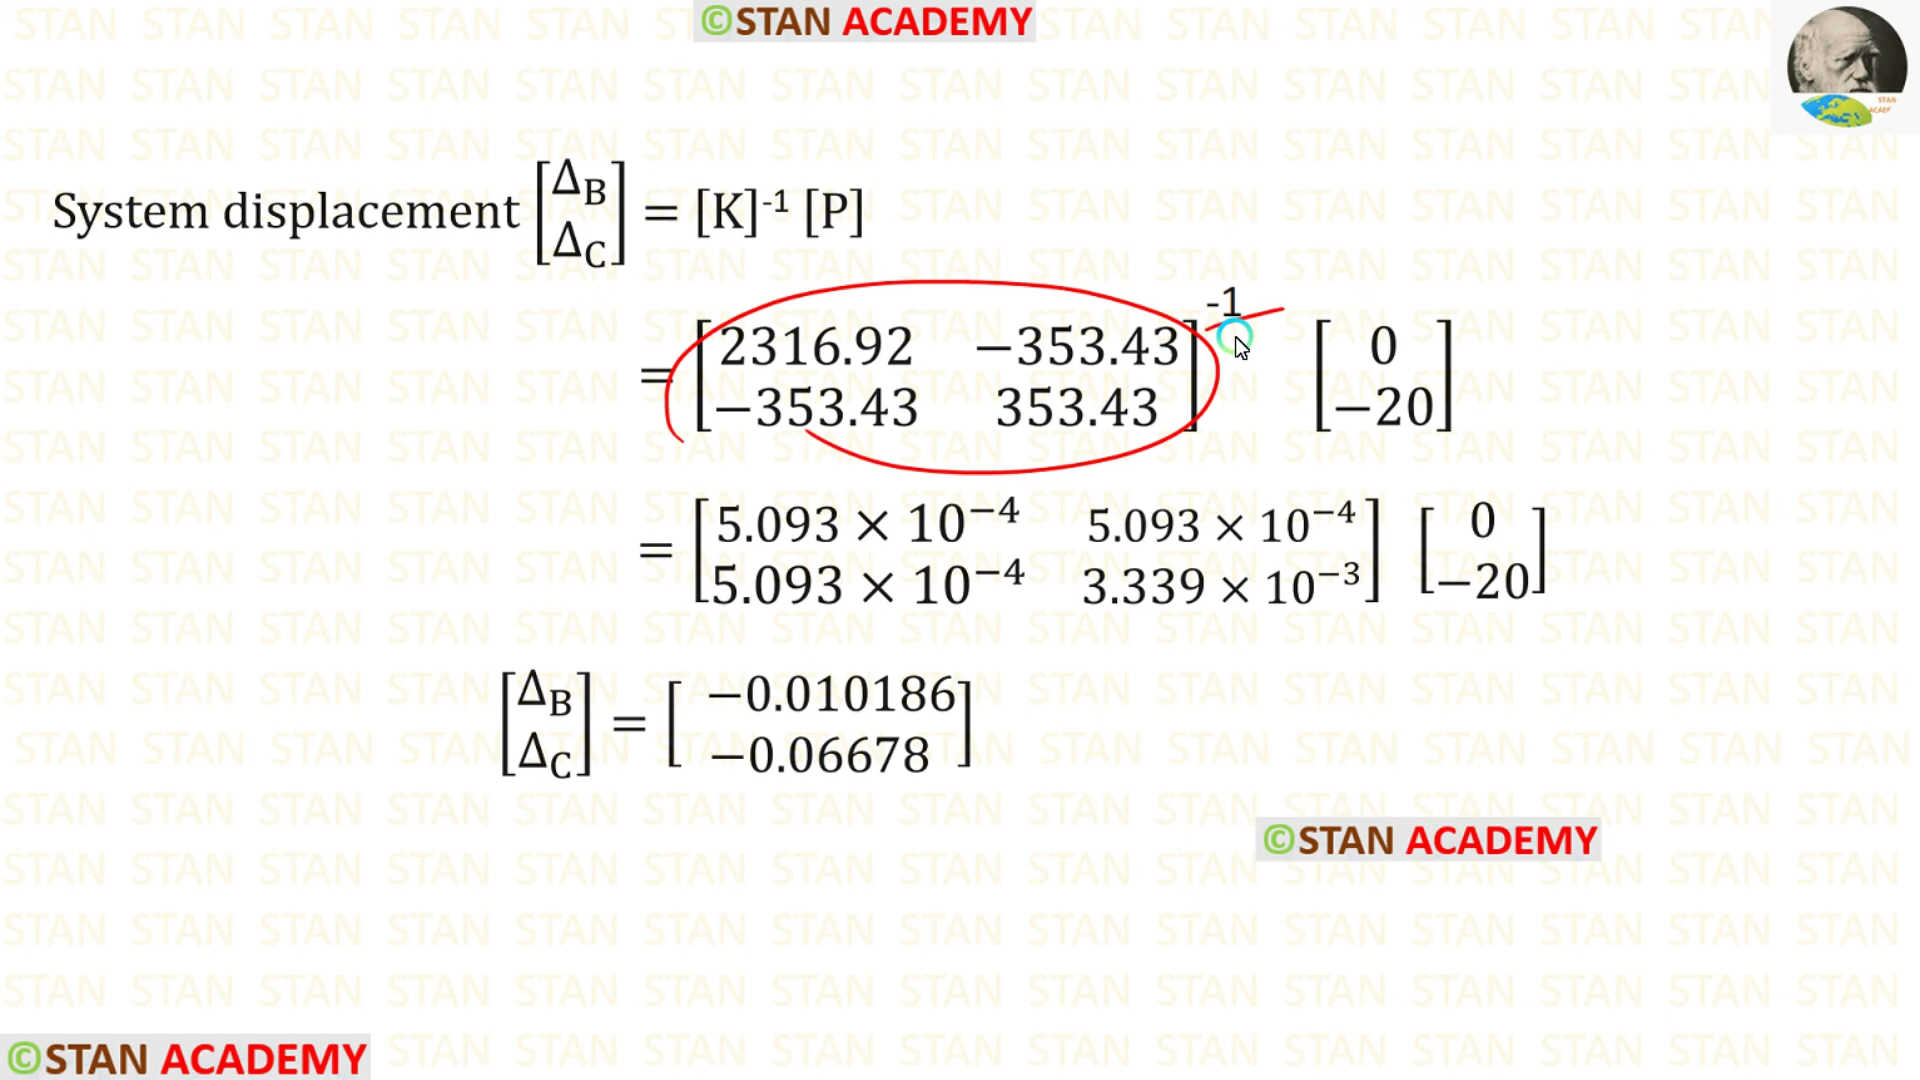 ©STAN ACADEMY
STAN ACADEMY
System displacement [Δ_B Δ_C] = [K]⁻¹ [P]
= [2316.92 −353.43
−353.43 353.43]⁻¹ [0
−20]
= [5.093 × 10⁻⁴ 5.093 × 10⁻⁴
5.093 × 10⁻⁴ 3.339 × 10⁻³] [0
−20]
[Δ_B
Δ_C] = [−0.010186
−0.06678]
©STAN ACADEMY
©STAN ACADEMY